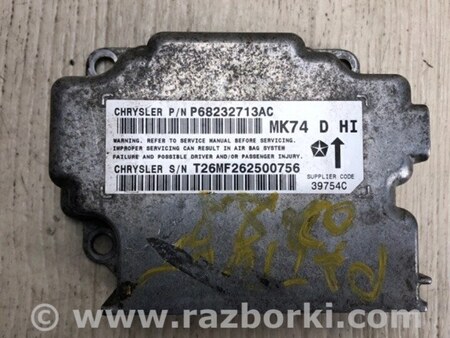 CHRYSLER P/N P68232713AC
MK74 D HI
WARNING. REFER TO SERVICE MANUAL BEFORE SERVICING.
IMPROPER SERVICING CAN RESULT IN AIR BAG SYSTEM
FAILURE AND POSSIBLE DRIVER AND/OR PASSENGER INJURY.
CHRYSLER S/N T26MF262500756
SUPPLIER CODE
39754C
www.razborki.com